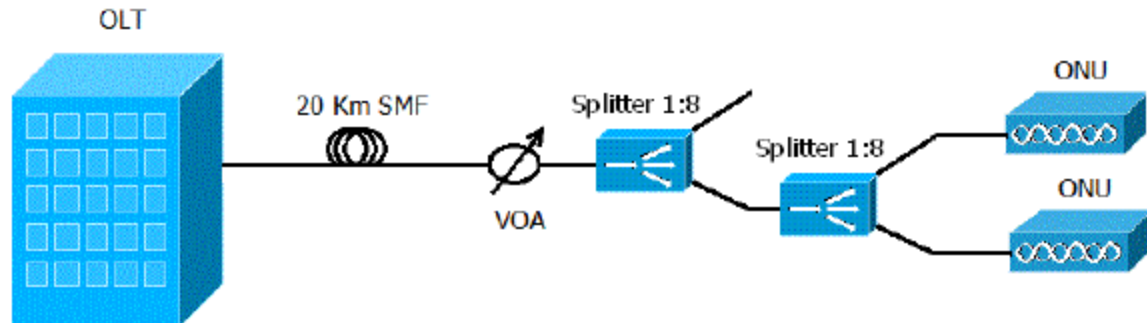 OLT
20 Km SMF
VOA
Splitter 1:8
Splitter 1:8
ONU
ONU